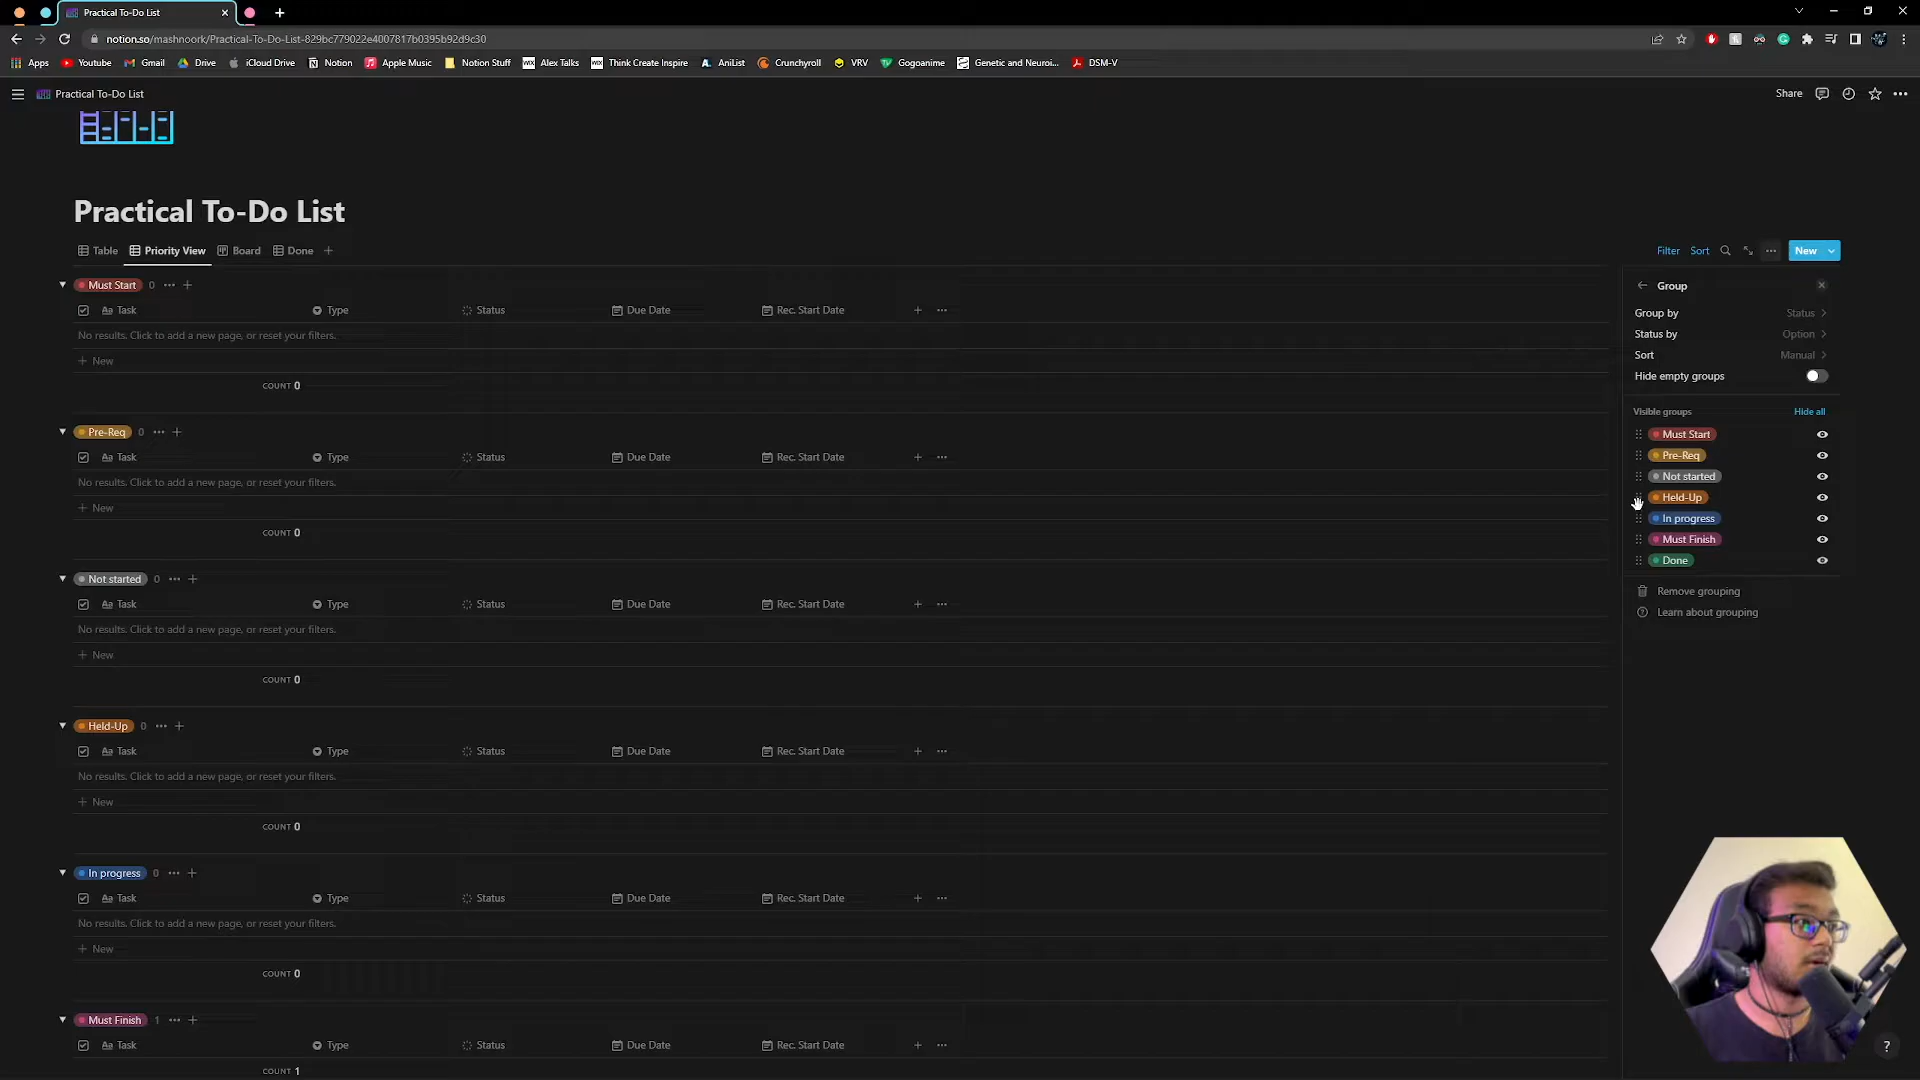 Practical To-Do List
notion.so/mashnoork/Practical-To-Do-List-829bc779022e4007817b0395b92d9c30
Apps Youtube Gmail Drive iCloud Drive Notion Apple Music Notion Stuff Alex Talks Think Create Inspire AniList Crunchyroll VRV Gogoanime Genetic and Neuroi... DSM-V
Practical To-Do List Share
Practical To-Do List
Table Priority View Board Done + Filter Sort New
Must Start 0
Aa Task Type Status Due Date Rec. Start Date
No results. Click to add a new page, or reset your filters.
+ New
COUNT 0
Pre-Req 0
Aa Task Type Status Due Date Rec. Start Date
No results. Click to add a new page, or reset your filters.
+ New
COUNT 0
Not started 0
Aa Task Type Status Due Date Rec. Start Date
No results. Click to add a new page, or reset your filters.
+ New
COUNT 0
Held-Up 0
Aa Task Type Status Due Date Rec. Start Date
No results. Click to add a new page, or reset your filters.
+ New
COUNT 0
In progress 0
Aa Task Type Status Due Date Rec. Start Date
No results. Click to add a new page, or reset your filters.
+ New
COUNT 0
Must Finish 1
Aa Task Type Status Due Date Rec. Start Date
COUNT 1
Group
Group by Status
Status by Option
Sort Manual
Hide empty groups
Visible groups Hide all
Must Start
Pre-Req
Not started
Held-Up
In progress
Must Finish
Done
Remove grouping
Learn about grouping
?